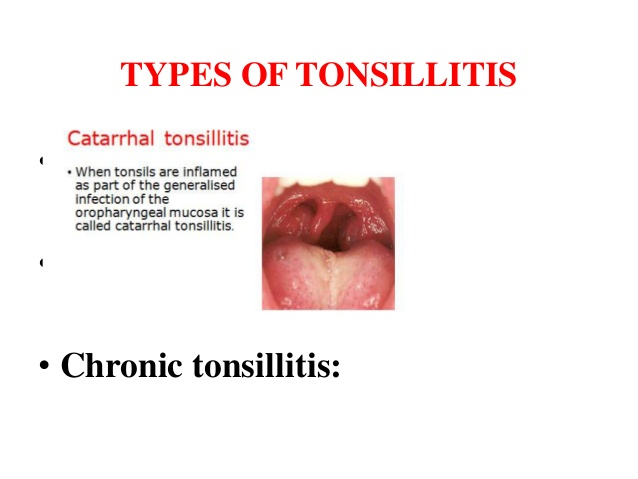 TYPES OF TONSILLITIS
Catarrhal tonsillitis
•
• When tonsils are inflamed
as part of the generalised
infection of the
oropharyngeal mucosa it is
called catarrhal tonsillitis.
•
• Chronic tonsillitis: